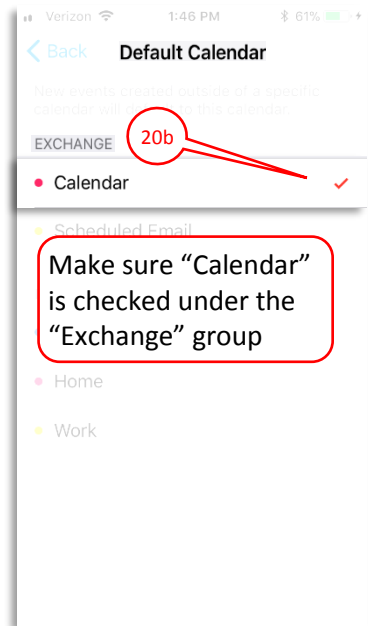 Verizon 1:46 PM 61%
Back Default Calendar
New events created outside of a specific
calendar will default to this calendar.
EXCHANGE 20b
Calendar
Scheduled Email
Make sure “Calendar”
is checked under the
“Exchange” group
Home
Work